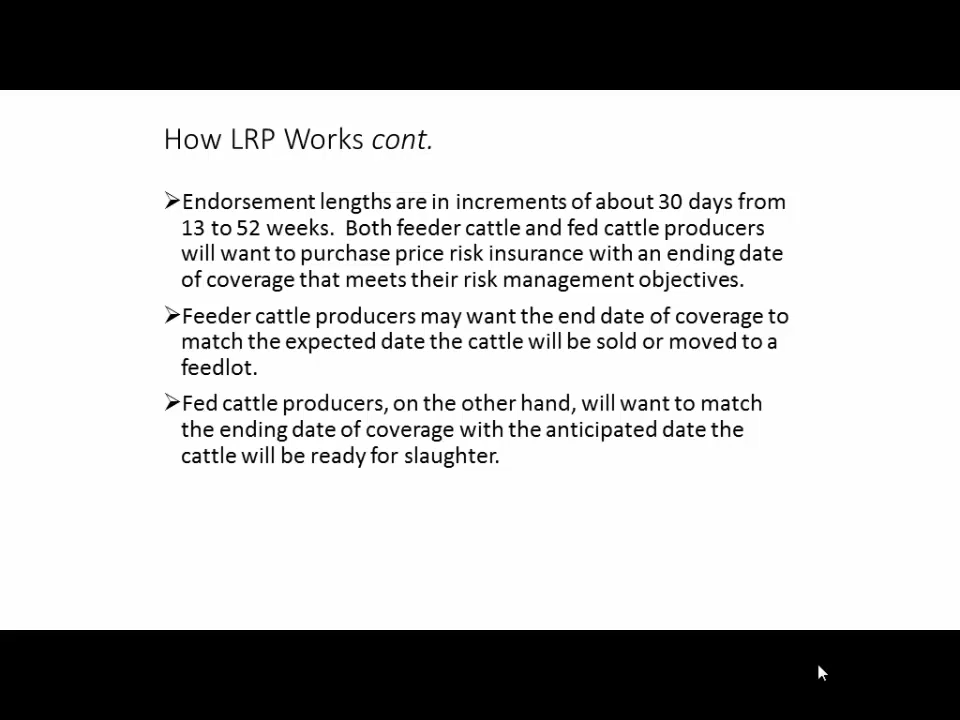 How LRP Works cont.
➢Endorsement lengths are in increments of about 30 days from
13 to 52 weeks.  Both feeder cattle and fed cattle producers
will want to purchase price risk insurance with an ending date
of coverage that meets their risk management objectives.
➢Feeder cattle producers may want the end date of coverage to
match the expected date the cattle will be sold or moved to a
feedlot.
➢Fed cattle producers, on the other hand, will want to match
the ending date of coverage with the anticipated date the
cattle will be ready for slaughter.